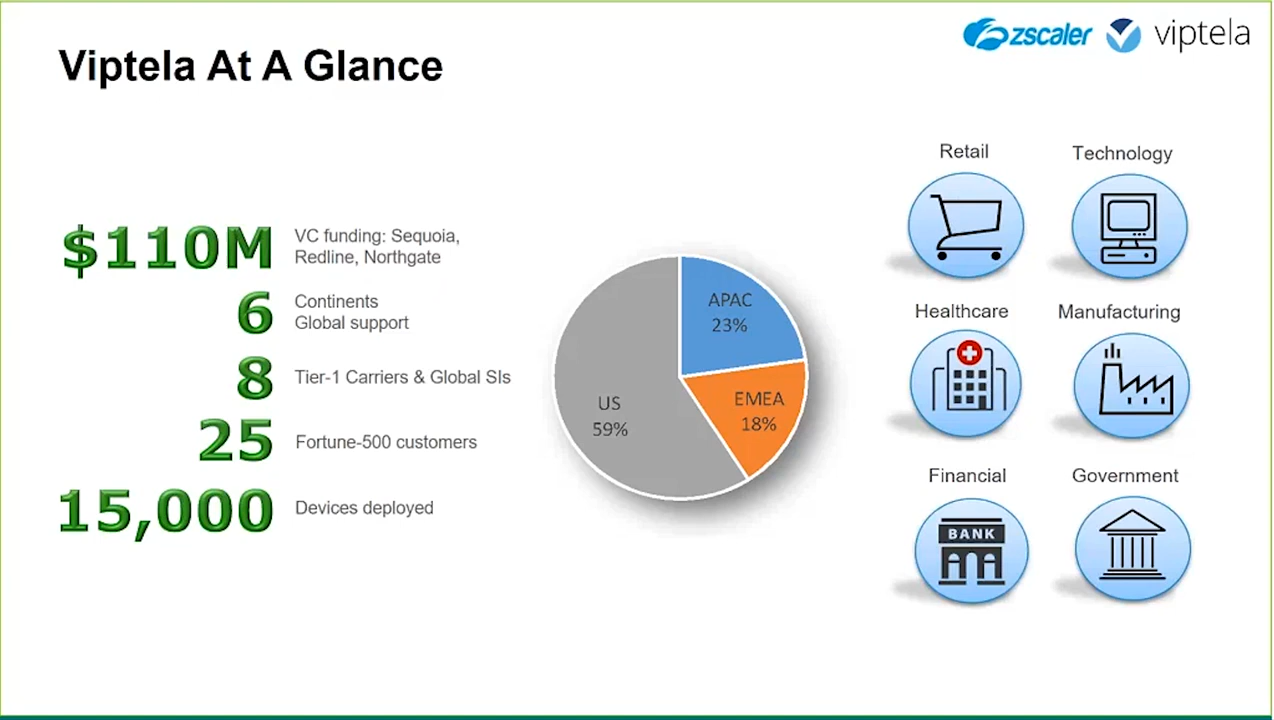 zscaler viptela
Viptela At A Glance
$110M
VC funding: Sequoia,
Redline, Northgate
6
Continents
Global support
8
Tier-1 Carriers & Global SIs
25
Fortune-500 customers
15,000
Devices deployed
APAC
23%
EMEA
18%
US
59%
Retail
Technology
Healthcare
Manufacturing
Financial
Government
BANK